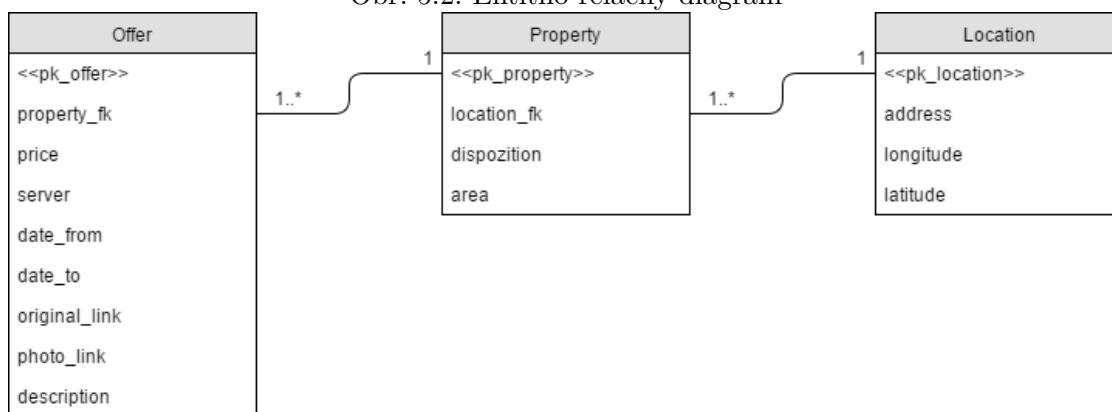 Obr. 3.2: Entitno relačný diagram
Offer
<<pk_offer>>
property_fk
price
server
date_from
date_to
original_link
photo_link
description
1..*
1
Property
<<pk_property>>
location_fk
dispozition
area
1..*
1
Location
<<pk_location>>
address
longitude
latitude